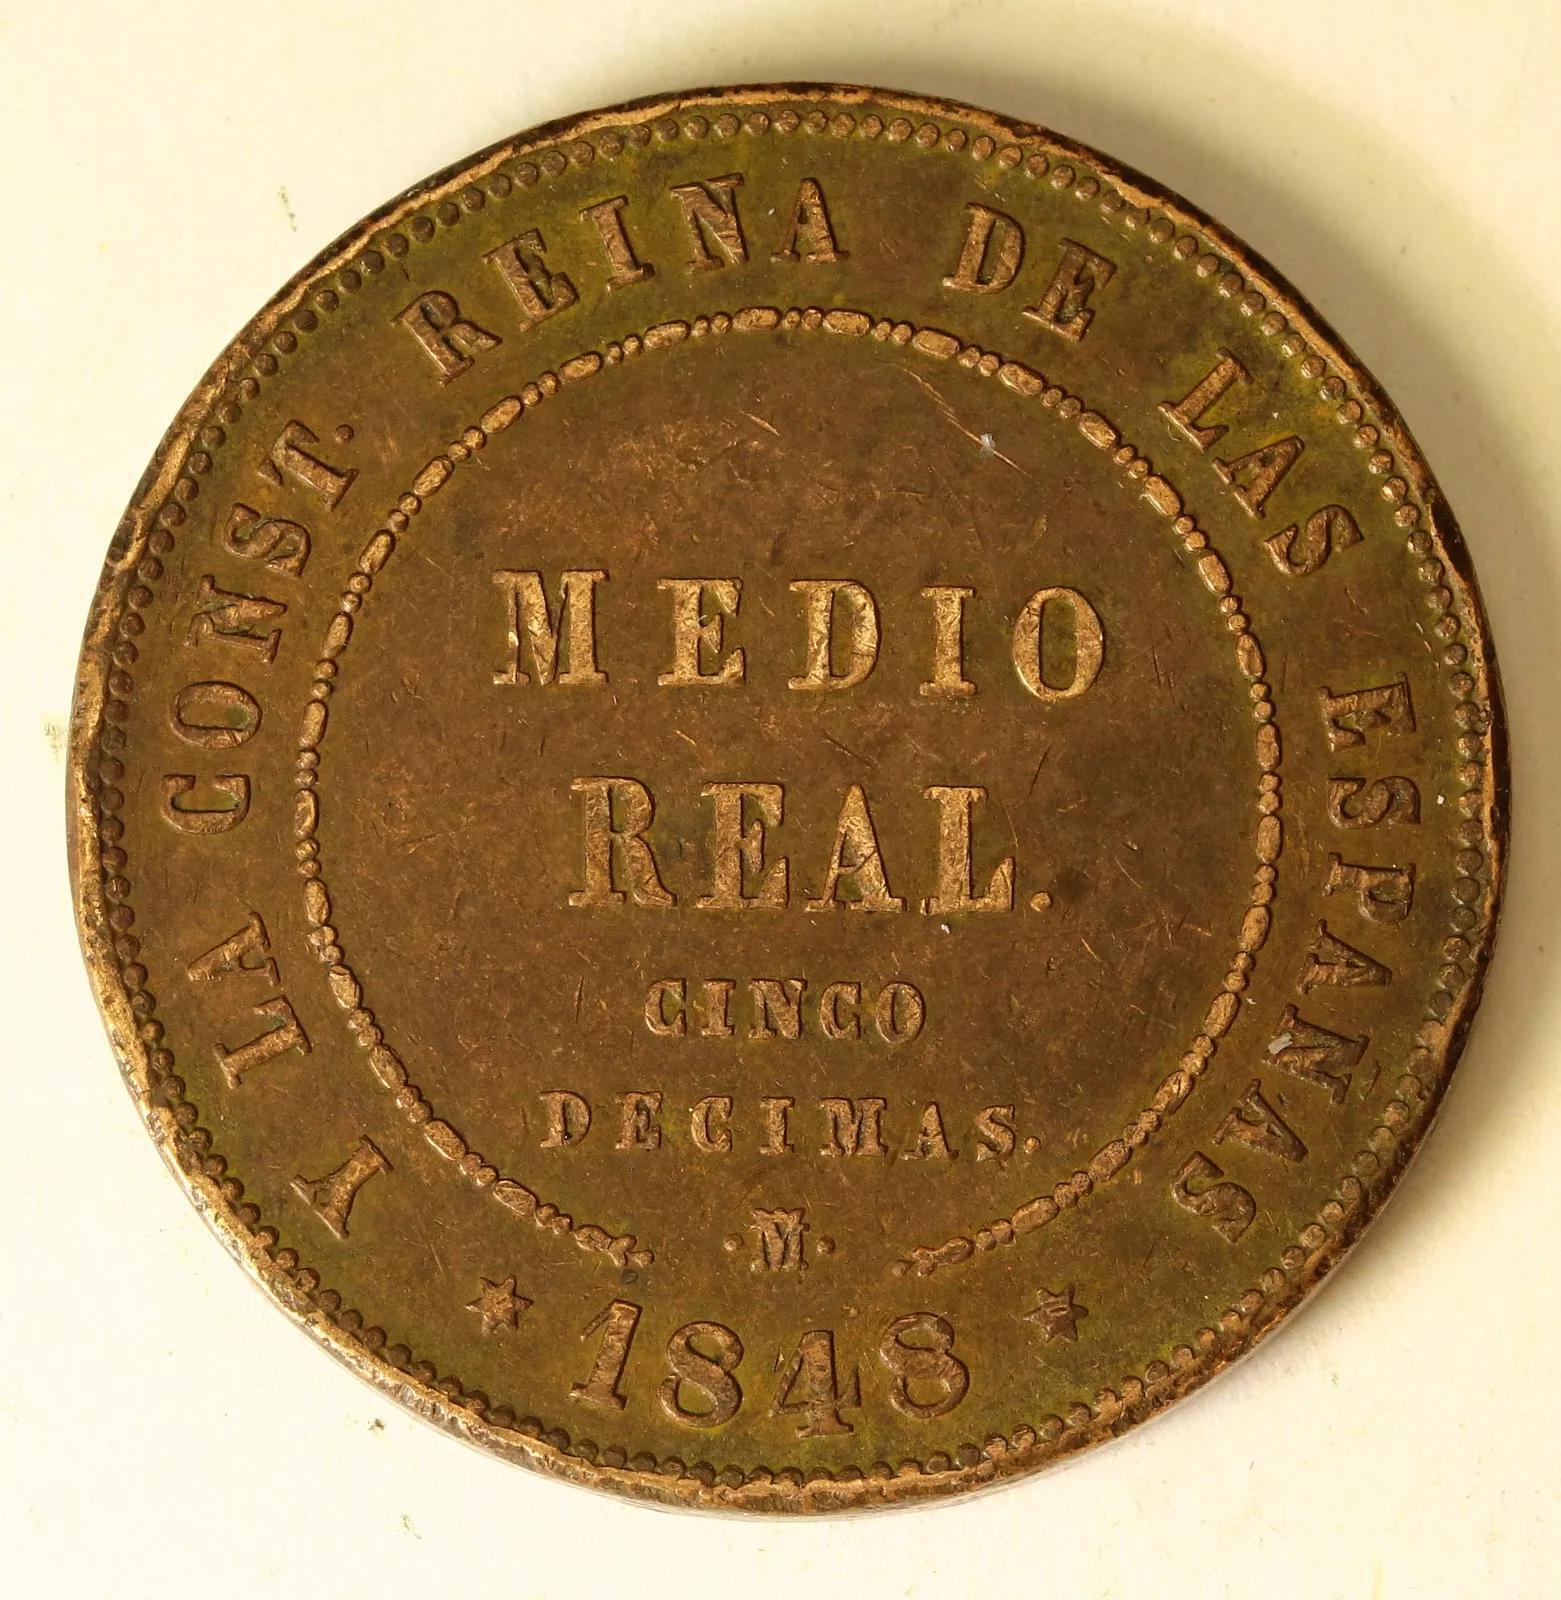 Y LA CONST. REINA DE LAS ESPAÑAS
MEDIO
REAL.
CINCO
DECIMAS.
·M·
* 1848 *